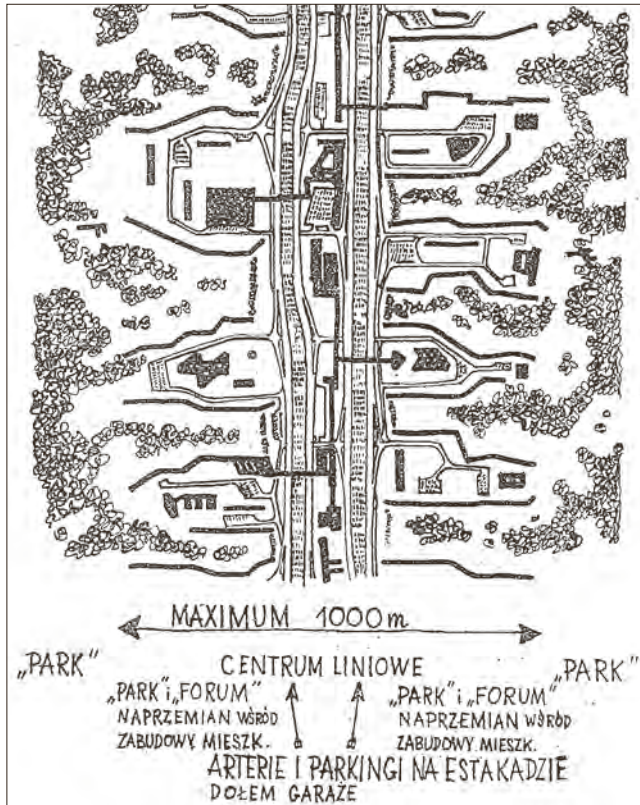 MAXIMUM 1000m
„PARK” CENTRUM LINIOWE „PARK”
„PARK” i „FORUM”
NAPRZEMIAN WŚRÓD
ZABUDOWY MIESZK.
„PARK” i „FORUM”
NAPRZEMIAN WŚRÓD
ZABUDOWY MIESZK.
ARTERIE I PARKINGI NA ESTAKADZIE
DOŁEM GARAŻE